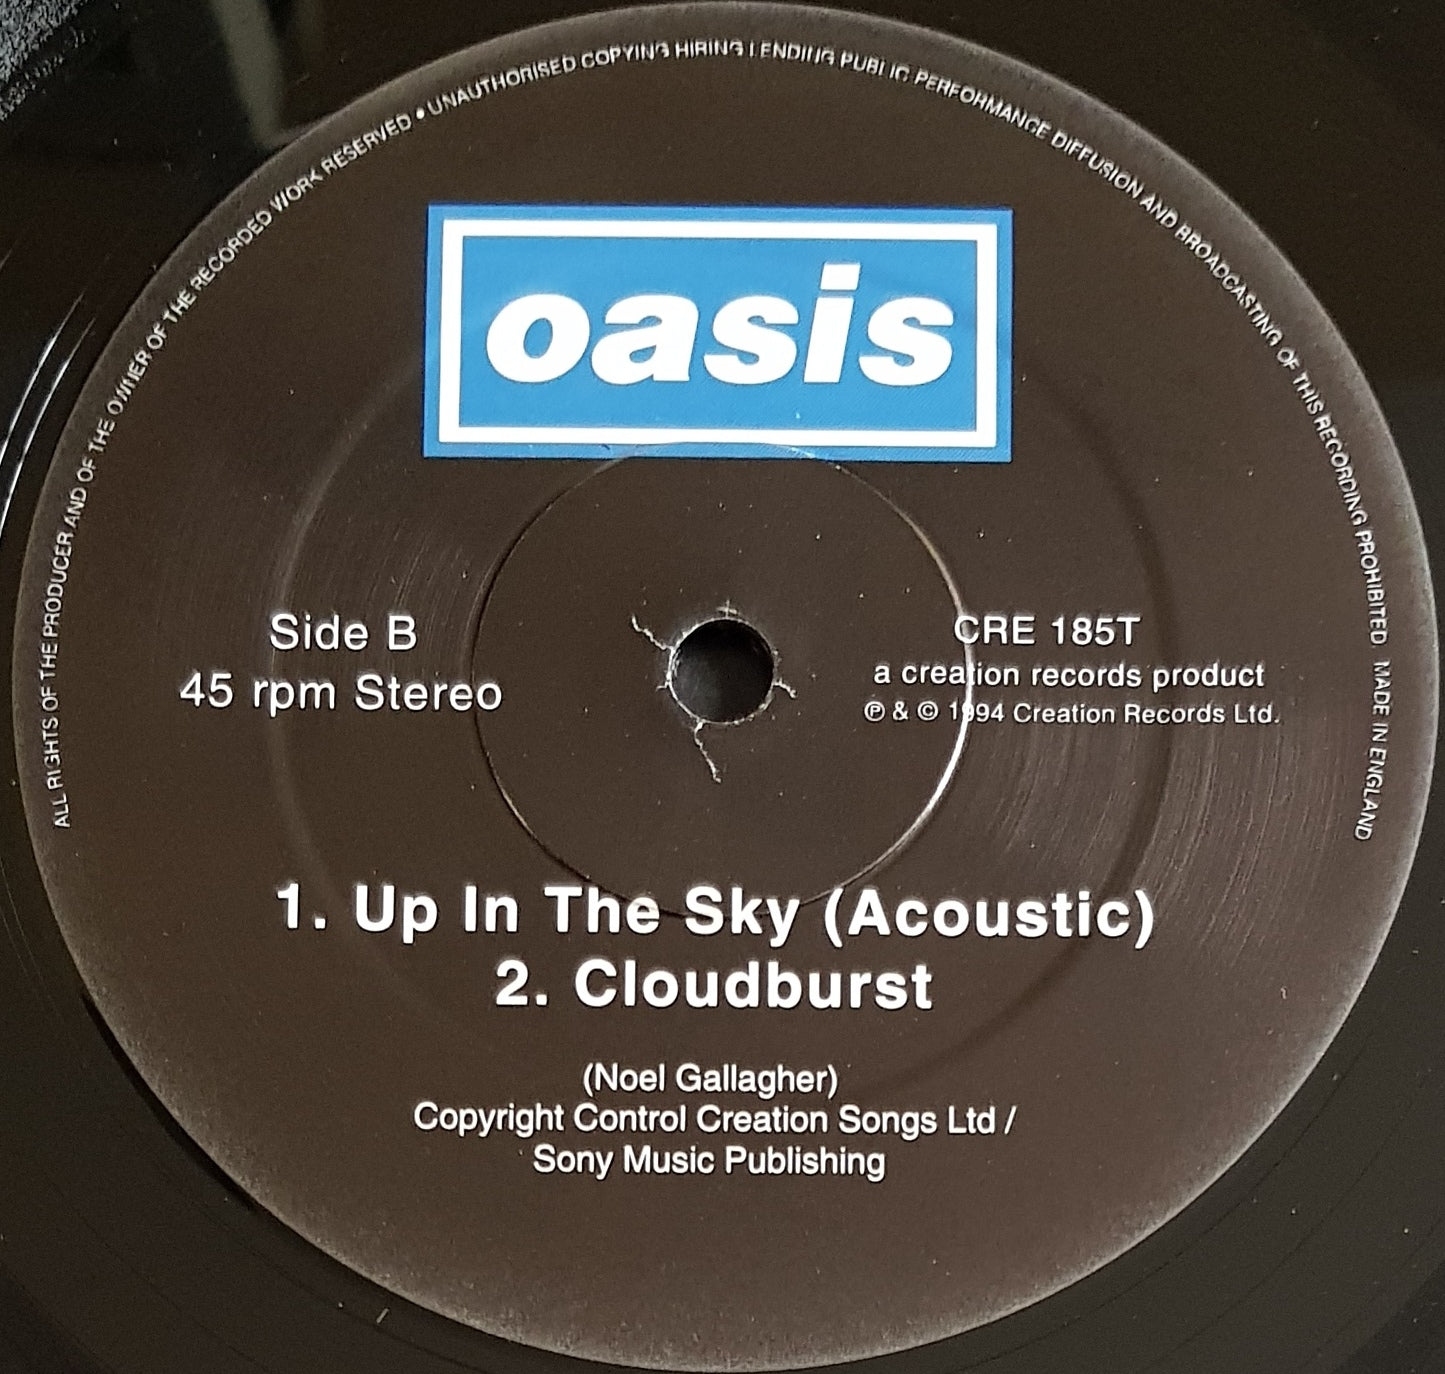 ALL RIGHTS OF THE PRODUCER AND OF THE OWNER OF THE RECORDED WORK RESERVED • UNAUTHORISED COPYING HIRING LENDING PUBLIC PERFORMANCE DIFFUSION AND BROADCASTING OF THIS RECORDING PROHIBITED MADE IN ENGLAND
oasis
Side B
45 rpm Stereo
CRE 185T
a creation records product
℗ & © 1994 Creation Records Ltd.
1. Up In The Sky (Acoustic)
2. Cloudburst
(Noel Gallagher)
Copyright Control Creation Songs Ltd /
Sony Music Publishing